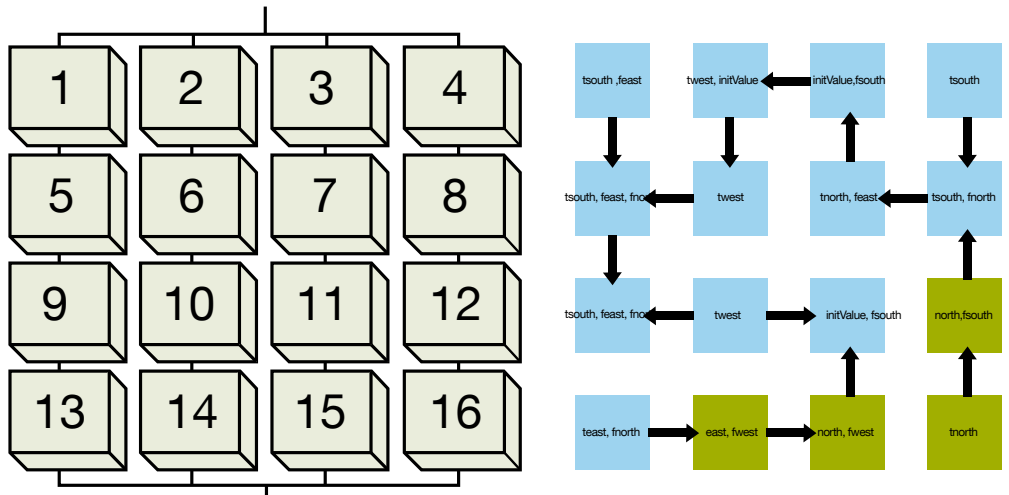 1
2
3
4
5
6
7
8
9
10
11
12
13
14
15
16
tsouth ,feast
twest, initValue
initValue,fsouth
tsouth
tsouth, feast, fno
twest
tnorth, feast
tsouth, fnorth
tsouth, feast, fno
twest
initValue, fsouth
north,fsouth
teast, fnorth
east, fwest
north, fwest
tnorth